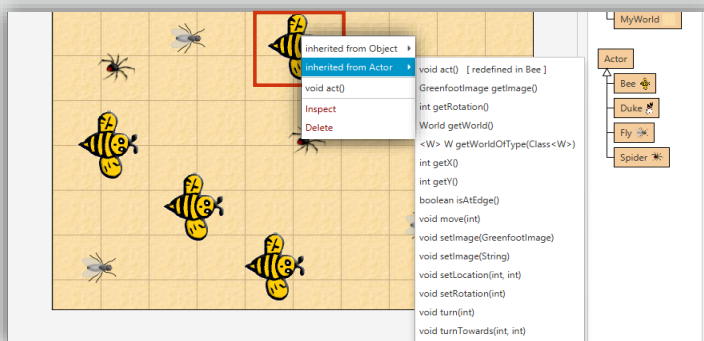 MyWorld
Actor
Bee
Duke
Fly
Spider
inherited from Object
inherited from Actor
void act()
Inspect
Delete
void act() [ redefined in Bee ]
GreenfootImage getImage()
int getRotation()
World getWorld()
<W> W getWorldOfType(Class<W>)
int getX()
int getY()
boolean isAtEdge()
void move(int)
void setImage(GreenfootImage)
void setImage(String)
void setLocation(int, int)
void setRotation(int)
void turn(int)
void turnTowards(int, int)